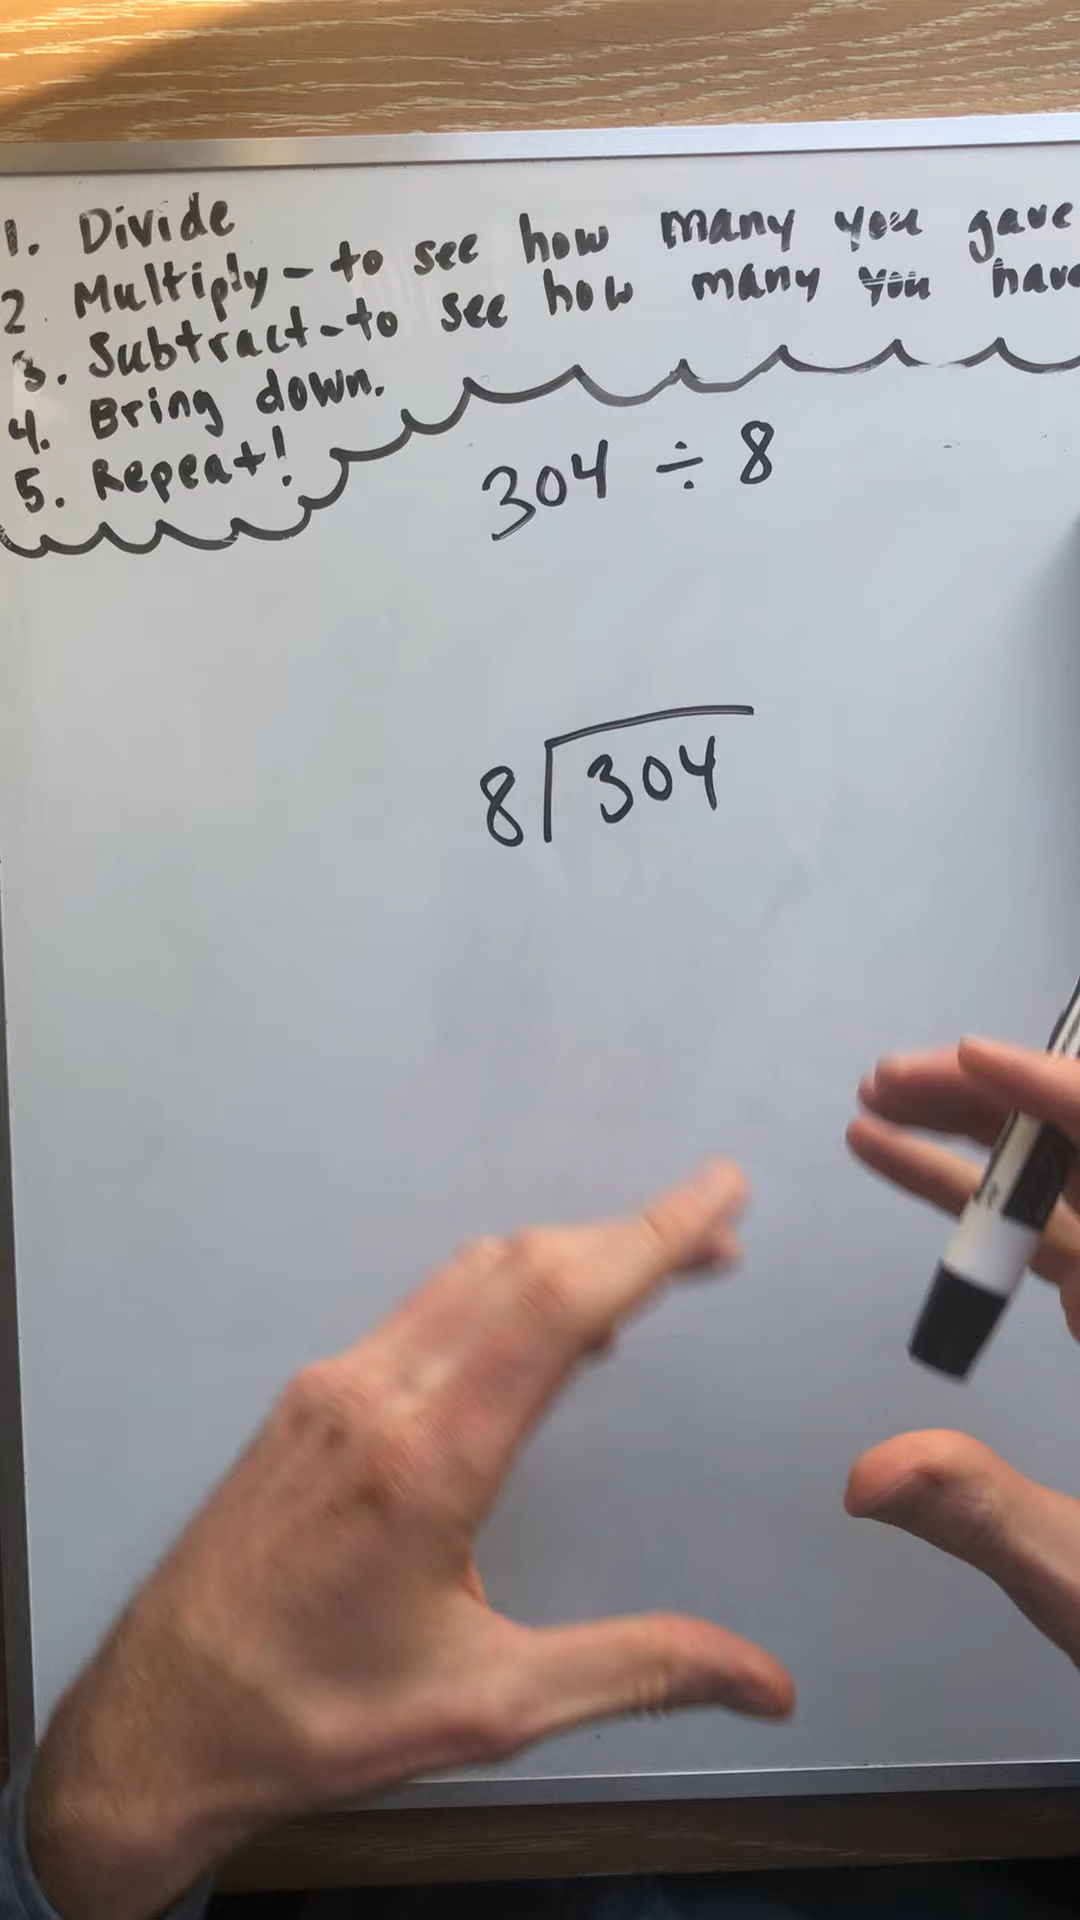 1. Divide
2. Multiply - to see how many you gave
3. Subtract - to see how many you have
4. Bring down.
5. Repeat!
304 ÷ 8
8 304